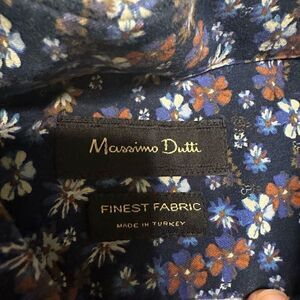 Massimo Dutti
FINEST FABRIC
MADE IN TURKEY